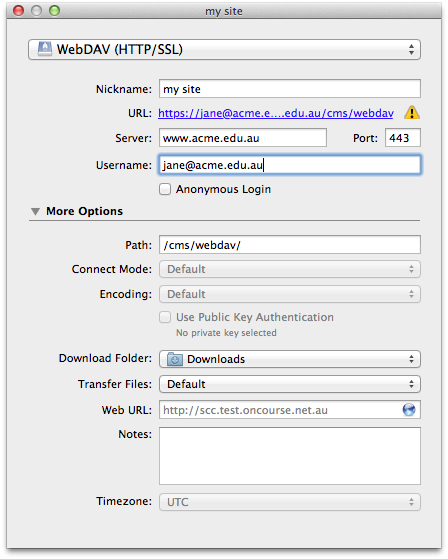 my site
WebDAV (HTTP/SSL)
Nickname: my site
URL: https://jane@acme.e....edu.au/cms/webdav
Server: www.acme.edu.au Port: 443
Username: jane@acme.edu.au
Anonymous Login
More Options
Path: /cms/webdav/
Connect Mode: Default
Encoding: Default
Use Public Key Authentication
No private key selected
Download Folder: Downloads
Transfer Files: Default
Web URL: http://scc.test.oncourse.net.au
Notes:
Timezone: UTC